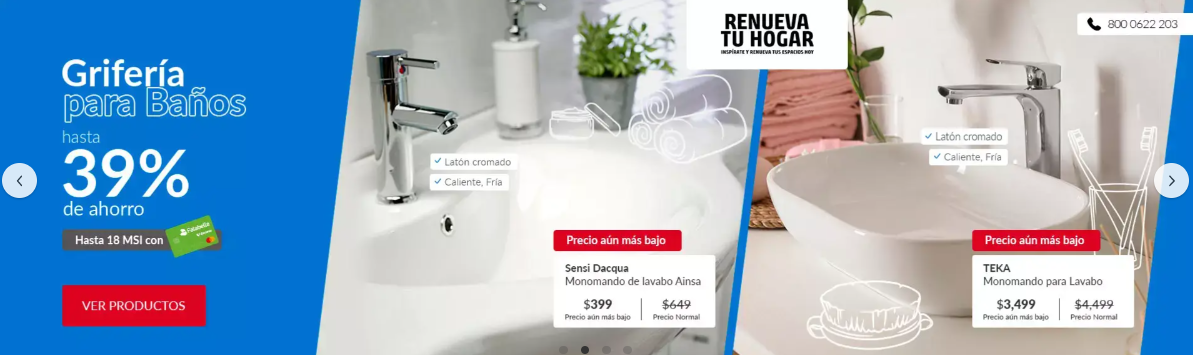 Grifería
para Baños
hasta
39%
de ahorro
Hasta 18 MSI con
Falabella
VER PRODUCTOS
Latón cromado
Caliente, Fría
Precio aún más bajo
Sensi Dacqua
Monomando de lavabo Ainsa
$399 $649
Precio aún más bajo Precio Normal
RENUEVA
TU HOGAR
INSPÍRATE Y RENUEVA TUS ESPACIOS HOY
800 0622 203
Latón cromado
Caliente, Fría
Precio aún más bajo
TEKA
Monomando para Lavabo
$3,499 $4,499
Precio aún más bajo Precio Normal